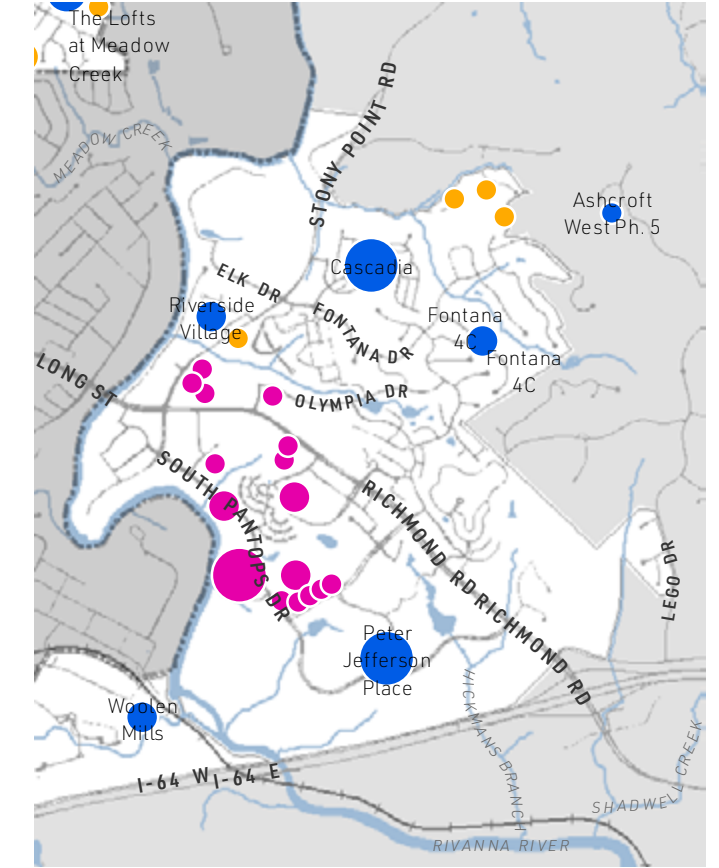 The Lofts
at Meadow
Creek
MEADOW CREEK
STONY POINT RD
Ashcroft
West Ph. 5
Cascadia
ELK DR
Riverside
Village
FONTANA DR
Fontana
4C
Fontana
4C
LONG ST
OLYMPIA DR
SOUTH PANTOPS DR
RICHMOND RD
RICHMOND RD
LEGO DR
Peter
Jefferson
Place
Woolen
Mills
HICKMANS BRANCH
I-64 W
I-64 E
SHADWELL CREEK
RIVANNA RIVER